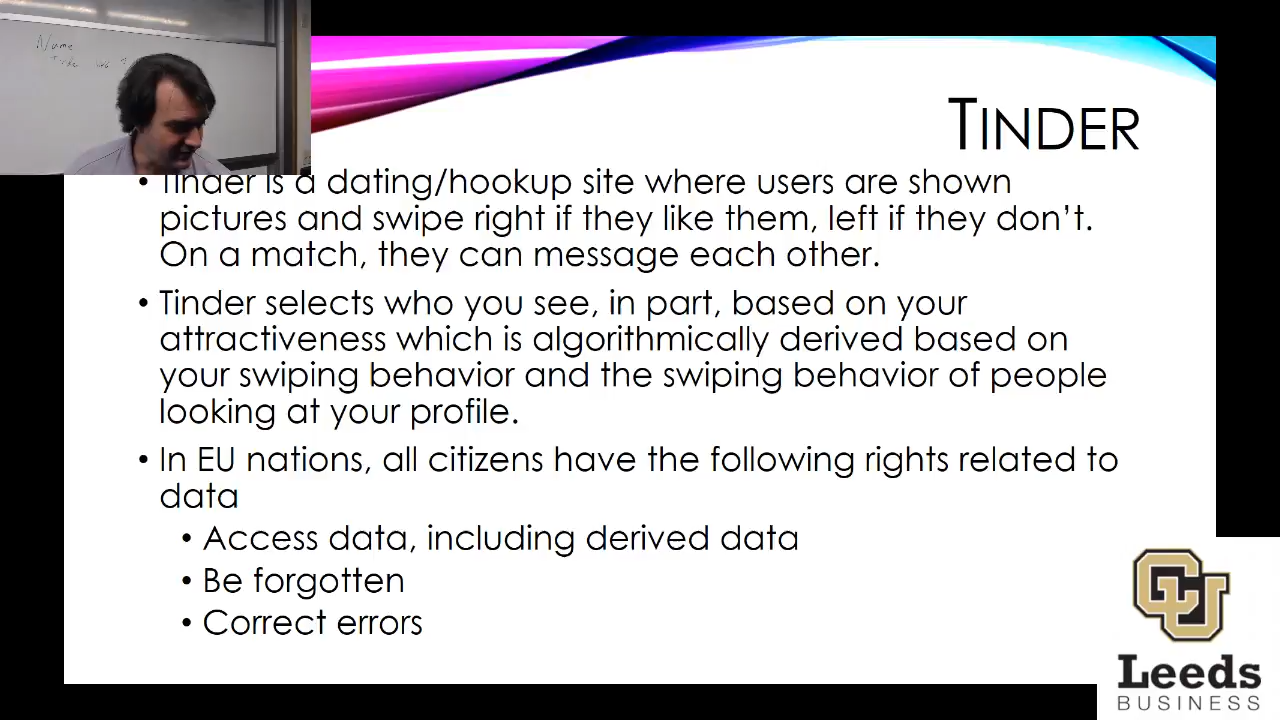 Name
TINDER
• Tinder is a dating/hookup site where users are shown
pictures and swipe right if they like them, left if they don’t.
On a match, they can message each other.
• Tinder selects who you see, in part, based on your
attractiveness which is algorithmically derived based on
your swiping behavior and the swiping behavior of people
looking at your profile.
• In EU nations, all citizens have the following rights related to
data
• Access data, including derived data
• Be forgotten
• Correct errors
CU
Leeds
BUSINESS